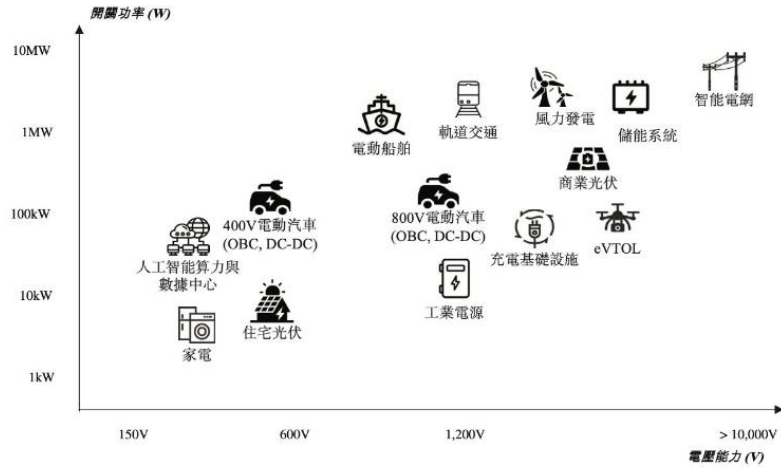 開關功率 (W)
10MW
1MW
100kW
10kW
1kW
智能電網
風力發電
儲能系統
軌道交通
電動船舶
商業光伏
400V電動汽車
(OBC, DC-DC)
800V電動汽車
(OBC, DC-DC)
充電基礎設施
eVTOL
人工智能算力與
數據中心
工業電源
住宅光伏
家電
150V
600V
1,200V
> 10,000V
電壓能力 (V)